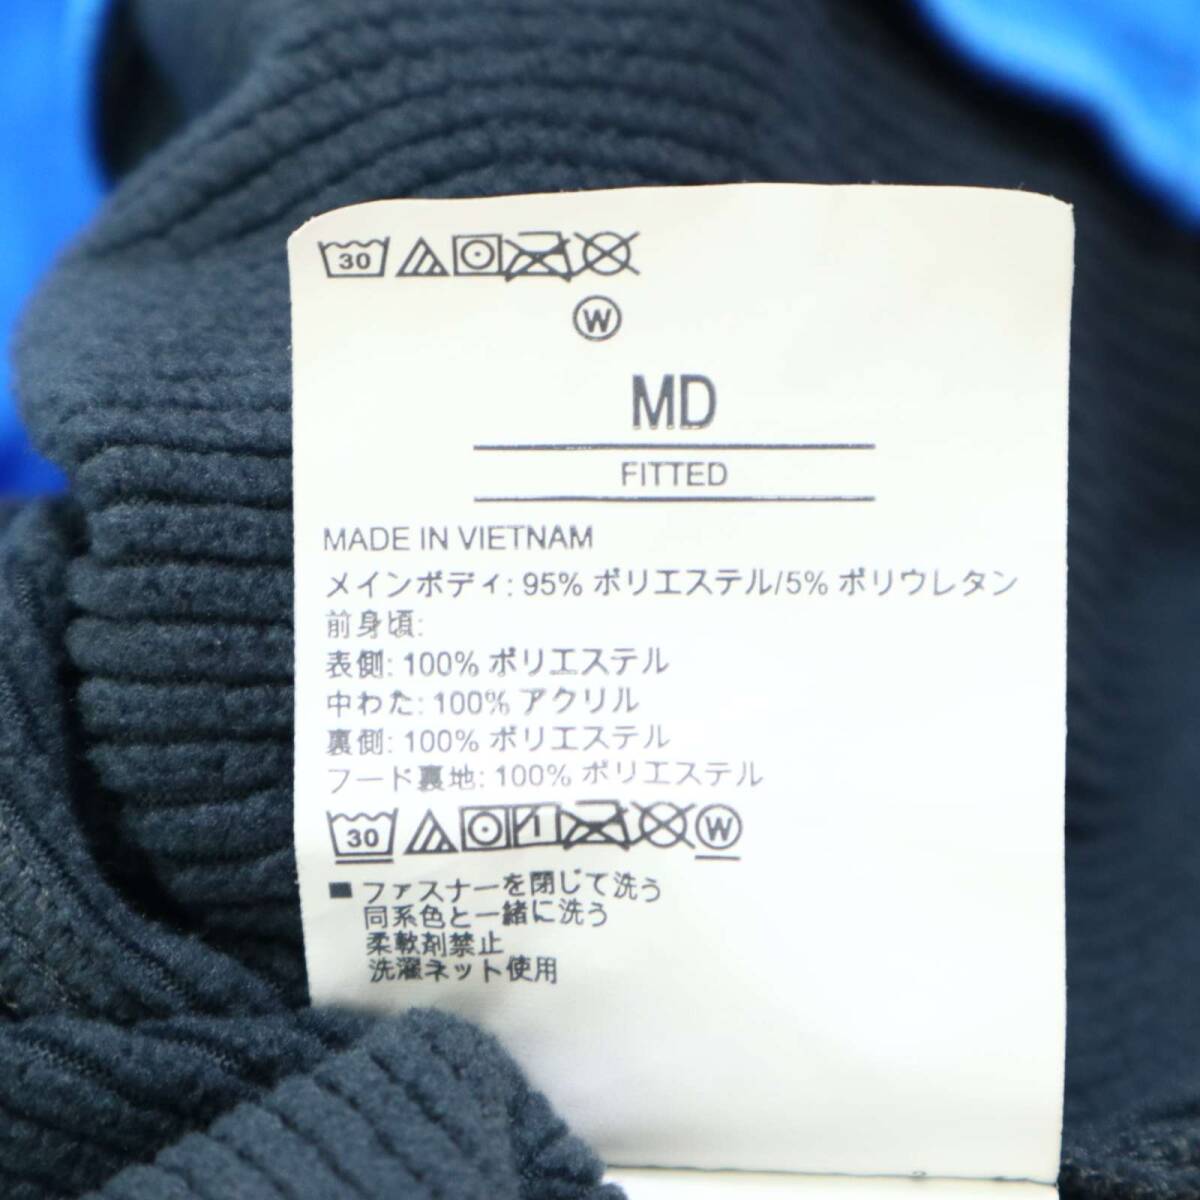 30
W
MD
FITTED
MADE IN VIETNAM
メインボディ: 95% ポリエステル/5% ポリウレタン
前身頃:
表側: 100% ポリエステル
中わた: 100% アクリル
裏側: 100% ポリエステル
フード裏地: 100% ポリエステル
30 W
■ ファスナーを閉じて洗う
同系色と一緒に洗う
柔軟剤禁止
洗濯ネット使用